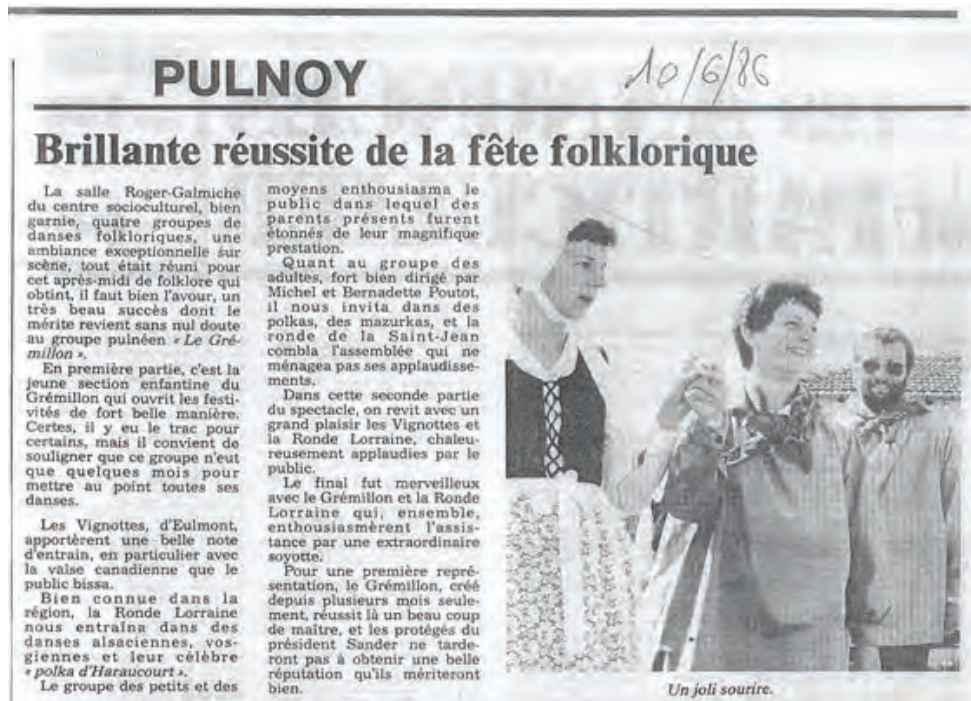 PULNOY
10/6/86
Brillante réussite de la fête folklorique
La salle Roger-Galmiche
du centre socioculturel, bien
garnie, quatre groupes de
danses folkloriques, une
ambiance exceptionnelle sur
scène, tout était réuni pour
cet après-midi de folklore qui
obtint, il faut bien l'avour, un
très beau succès dont le
mérite revient sans nul doute
au groupe pulnéen « Le Gré-
millon ».
En première partie, c'est la
jeune section enfantine du
Grémillon qui ouvrit les festi-
vités de fort belle manière.
Certes, il y eu le trac pour
certains, mais il convient de
souligner que ce groupe n'eut
que quelques mois pour
mettre au point toutes ses
danses.
Les Vignottes, d'Eulmont,
apportèrent une belle note
d'entrain, en particulier avec
la valse canadienne que le
public bissa.
Bien connue dans la
région, la Ronde Lorraine
nous entraîna dans des
danses alsaciennes, vos-
giennes et leur célèbre
« polka d'Haraucourt ».
Le groupe des petits et des
moyens enthousiasma le
public dans lequel des
parents présents furent
étonnés de leur magnifique
prestation.
Quant au groupe des
adultes, fort bien dirigé par
Michel et Bernadette Poutot,
il nous invita dans des
polkas, des mazurkas, et la
ronde de la Saint-Jean
combla l'assemblée qui ne
ménagea pas ses applaudisse-
ments.
Dans cette seconde partie
du spectacle, on revit avec un
grand plaisir les Vignottes et
la Ronde Lorraine, chaleu-
reusement applaudies par le
public.
Le final fut merveilleux
avec le Grémillon et la Ronde
Lorraine qui, ensemble,
enthousiasmèrent l'assis-
tance par une extraordinaire
soyotte.
Pour une première repré-
sentation, le Grémillon, créé
depuis plusieurs mois seule-
ment, réussit là un beau coup
de maître, et les protégés du
président Sander ne tarde-
ront pas à obtenir une belle
réputation qu'ils mériteront
bien.
Un joli sourire.